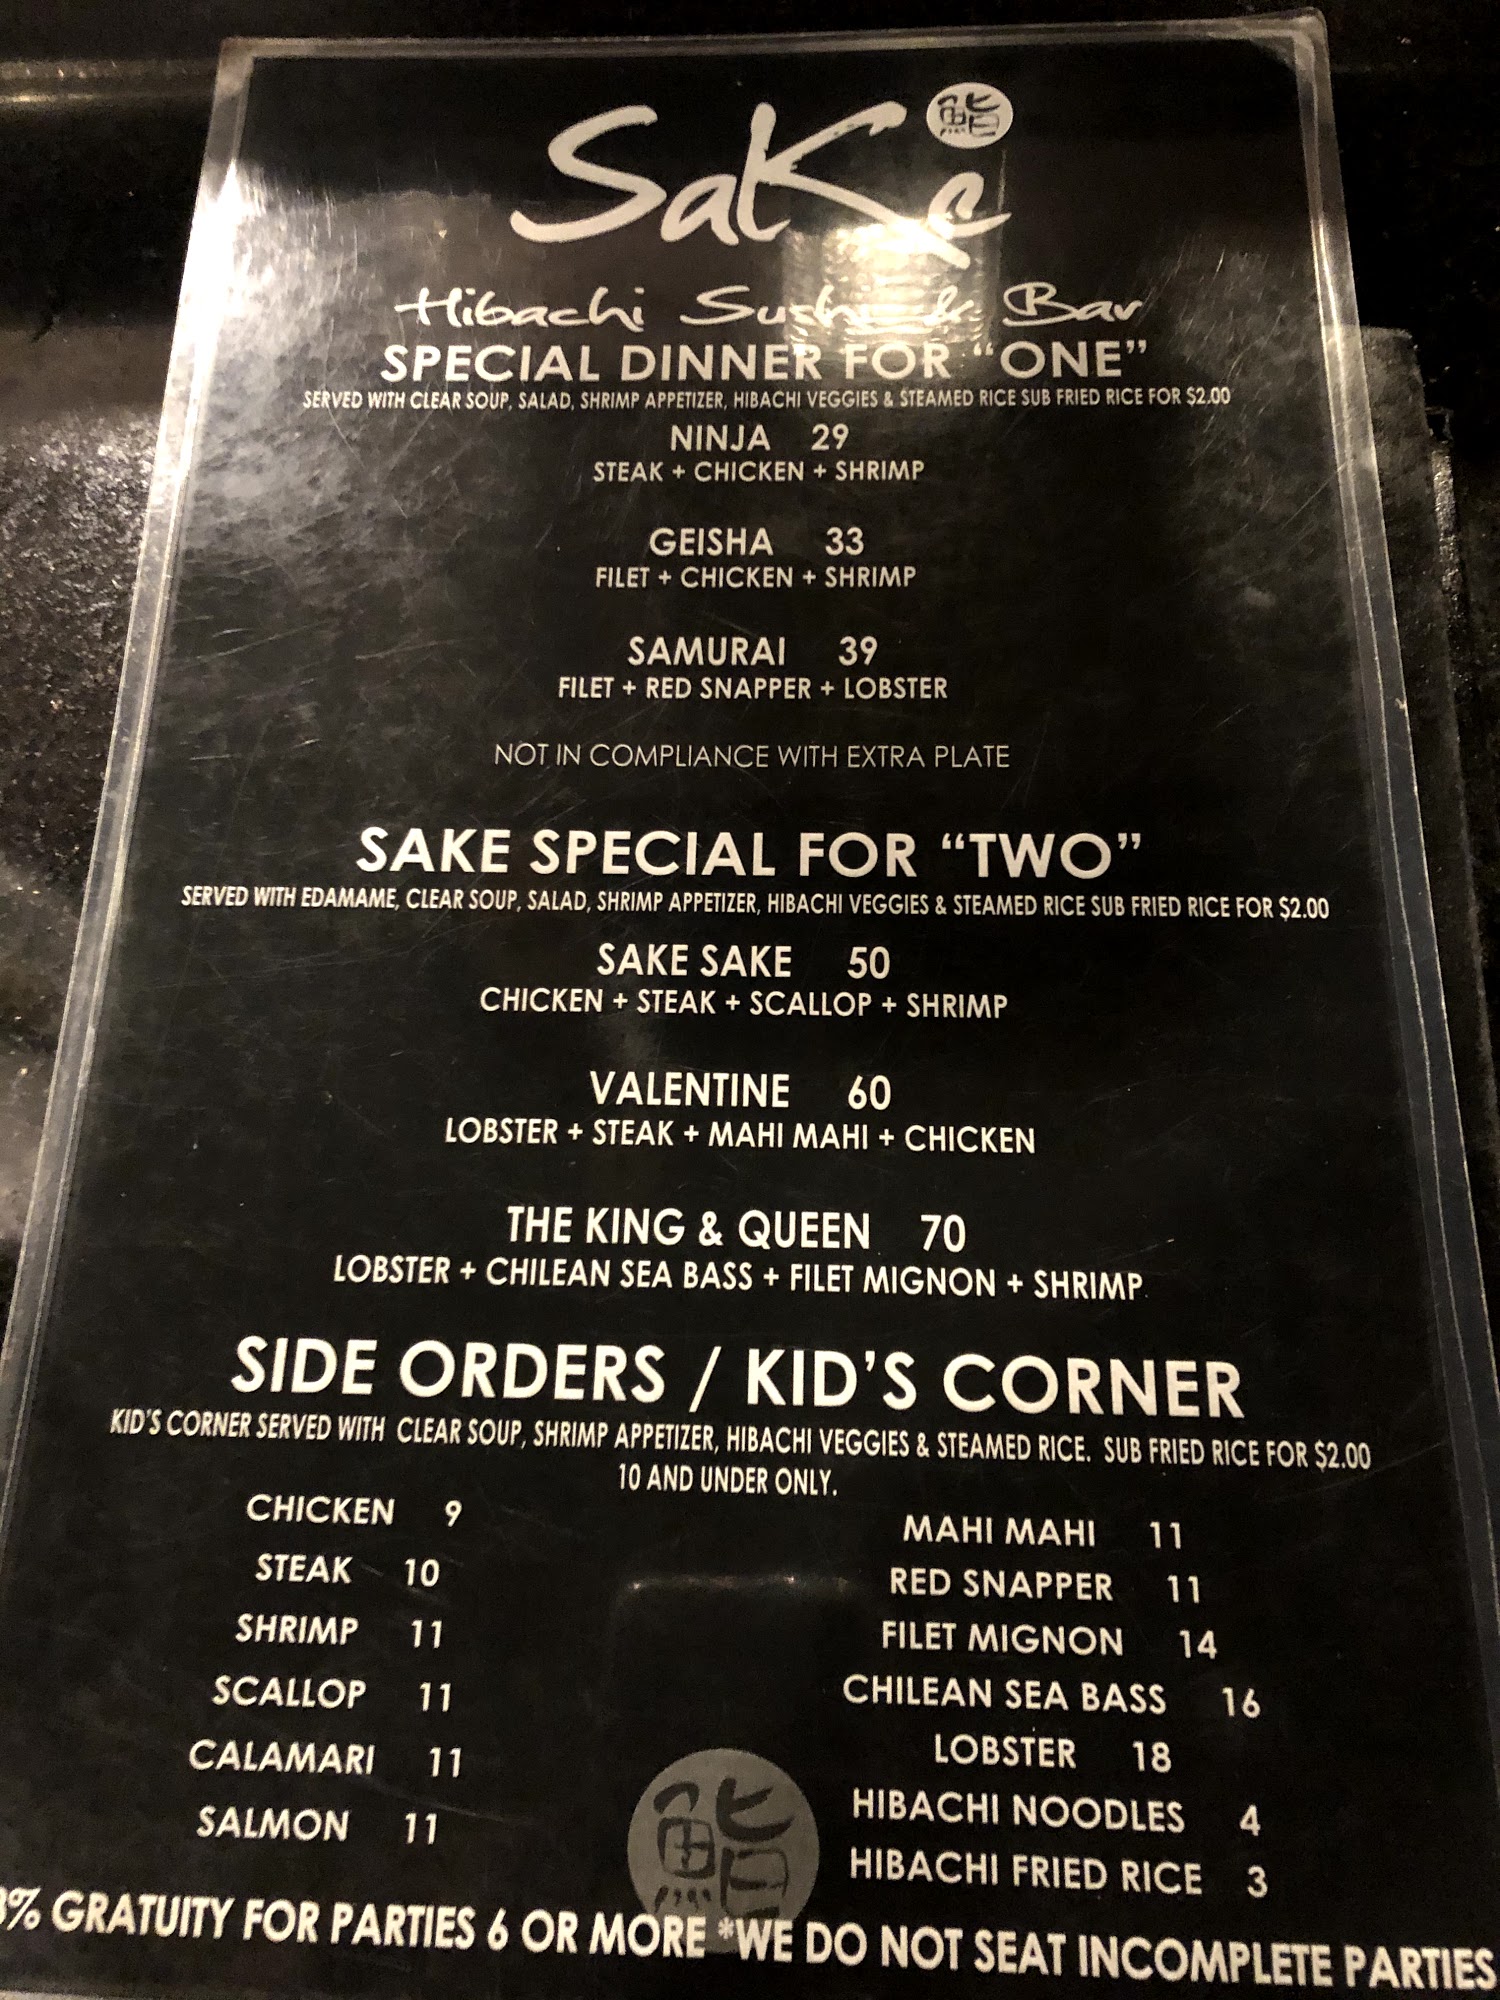 SaKe
鮨
Hibachi Sushi & Bar
SPECIAL DINNER FOR "ONE"
SERVED WITH CLEAR SOUP, SALAD, SHRIMP APPETIZER, HIBACHI VEGGIES & STEAMED RICE SUB FRIED RICE FOR $2.00
NINJA 29
STEAK + CHICKEN + SHRIMP
GEISHA 33
FILET + CHICKEN + SHRIMP
SAMURAI 39
FILET + RED SNAPPER + LOBSTER
NOT IN COMPLIANCE WITH EXTRA PLATE
SAKE SPECIAL FOR "TWO"
SERVED WITH EDAMAME, CLEAR SOUP, SALAD, SHRIMP APPETIZER, HIBACHI VEGGIES & STEAMED RICE SUB FRIED RICE FOR $2.00
SAKE SAKE 50
CHICKEN + STEAK + SCALLOP + SHRIMP
VALENTINE 60
LOBSTER + STEAK + MAHI MAHI + CHICKEN
THE KING & QUEEN 70
LOBSTER + CHILEAN SEA BASS + FILET MIGNON + SHRIMP
SIDE ORDERS / KID'S CORNER
KID'S CORNER SERVED WITH CLEAR SOUP, SHRIMP APPETIZER, HIBACHI VEGGIES & STEAMED RICE. SUB FRIED RICE FOR $2.00
10 AND UNDER ONLY.
CHICKEN 9
STEAK 10
SHRIMP 11
SCALLOP 11
CALAMARI 11
SALMON 11
MAHI MAHI 11
RED SNAPPER 11
FILET MIGNON 14
CHILEAN SEA BASS 16
LOBSTER 18
HIBACHI NOODLES 4
HIBACHI FRIED RICE 3
鮨
% GRATUITY FOR PARTIES 6 OR MORE *WE DO NOT SEAT INCOMPLETE PARTIES